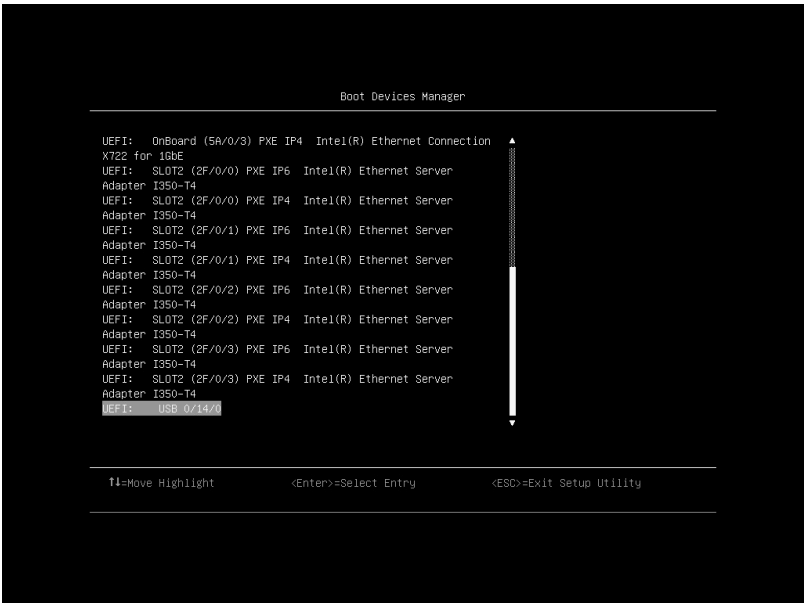 Boot Devices Manager
UEFI: OnBoard (5A/0/3) PXE IP4 Intel(R) Ethernet Connection
X722 for 1GbE
UEFI: SLOT2 (2F/0/0) PXE IP6 Intel(R) Ethernet Server
Adapter I350-T4
UEFI: SLOT2 (2F/0/0) PXE IP4 Intel(R) Ethernet Server
Adapter I350-T4
UEFI: SLOT2 (2F/0/1) PXE IP6 Intel(R) Ethernet Server
Adapter I350-T4
UEFI: SLOT2 (2F/0/1) PXE IP4 Intel(R) Ethernet Server
Adapter I350-T4
UEFI: SLOT2 (2F/0/2) PXE IP6 Intel(R) Ethernet Server
Adapter I350-T4
UEFI: SLOT2 (2F/0/2) PXE IP4 Intel(R) Ethernet Server
Adapter I350-T4
UEFI: SLOT2 (2F/0/3) PXE IP6 Intel(R) Ethernet Server
Adapter I350-T4
UEFI: SLOT2 (2F/0/3) PXE IP4 Intel(R) Ethernet Server
Adapter I350-T4
UEFI: USB 0/14/0
↑↓=Move Highlight <Enter>=Select Entry <ESC>=Exit Setup Utility